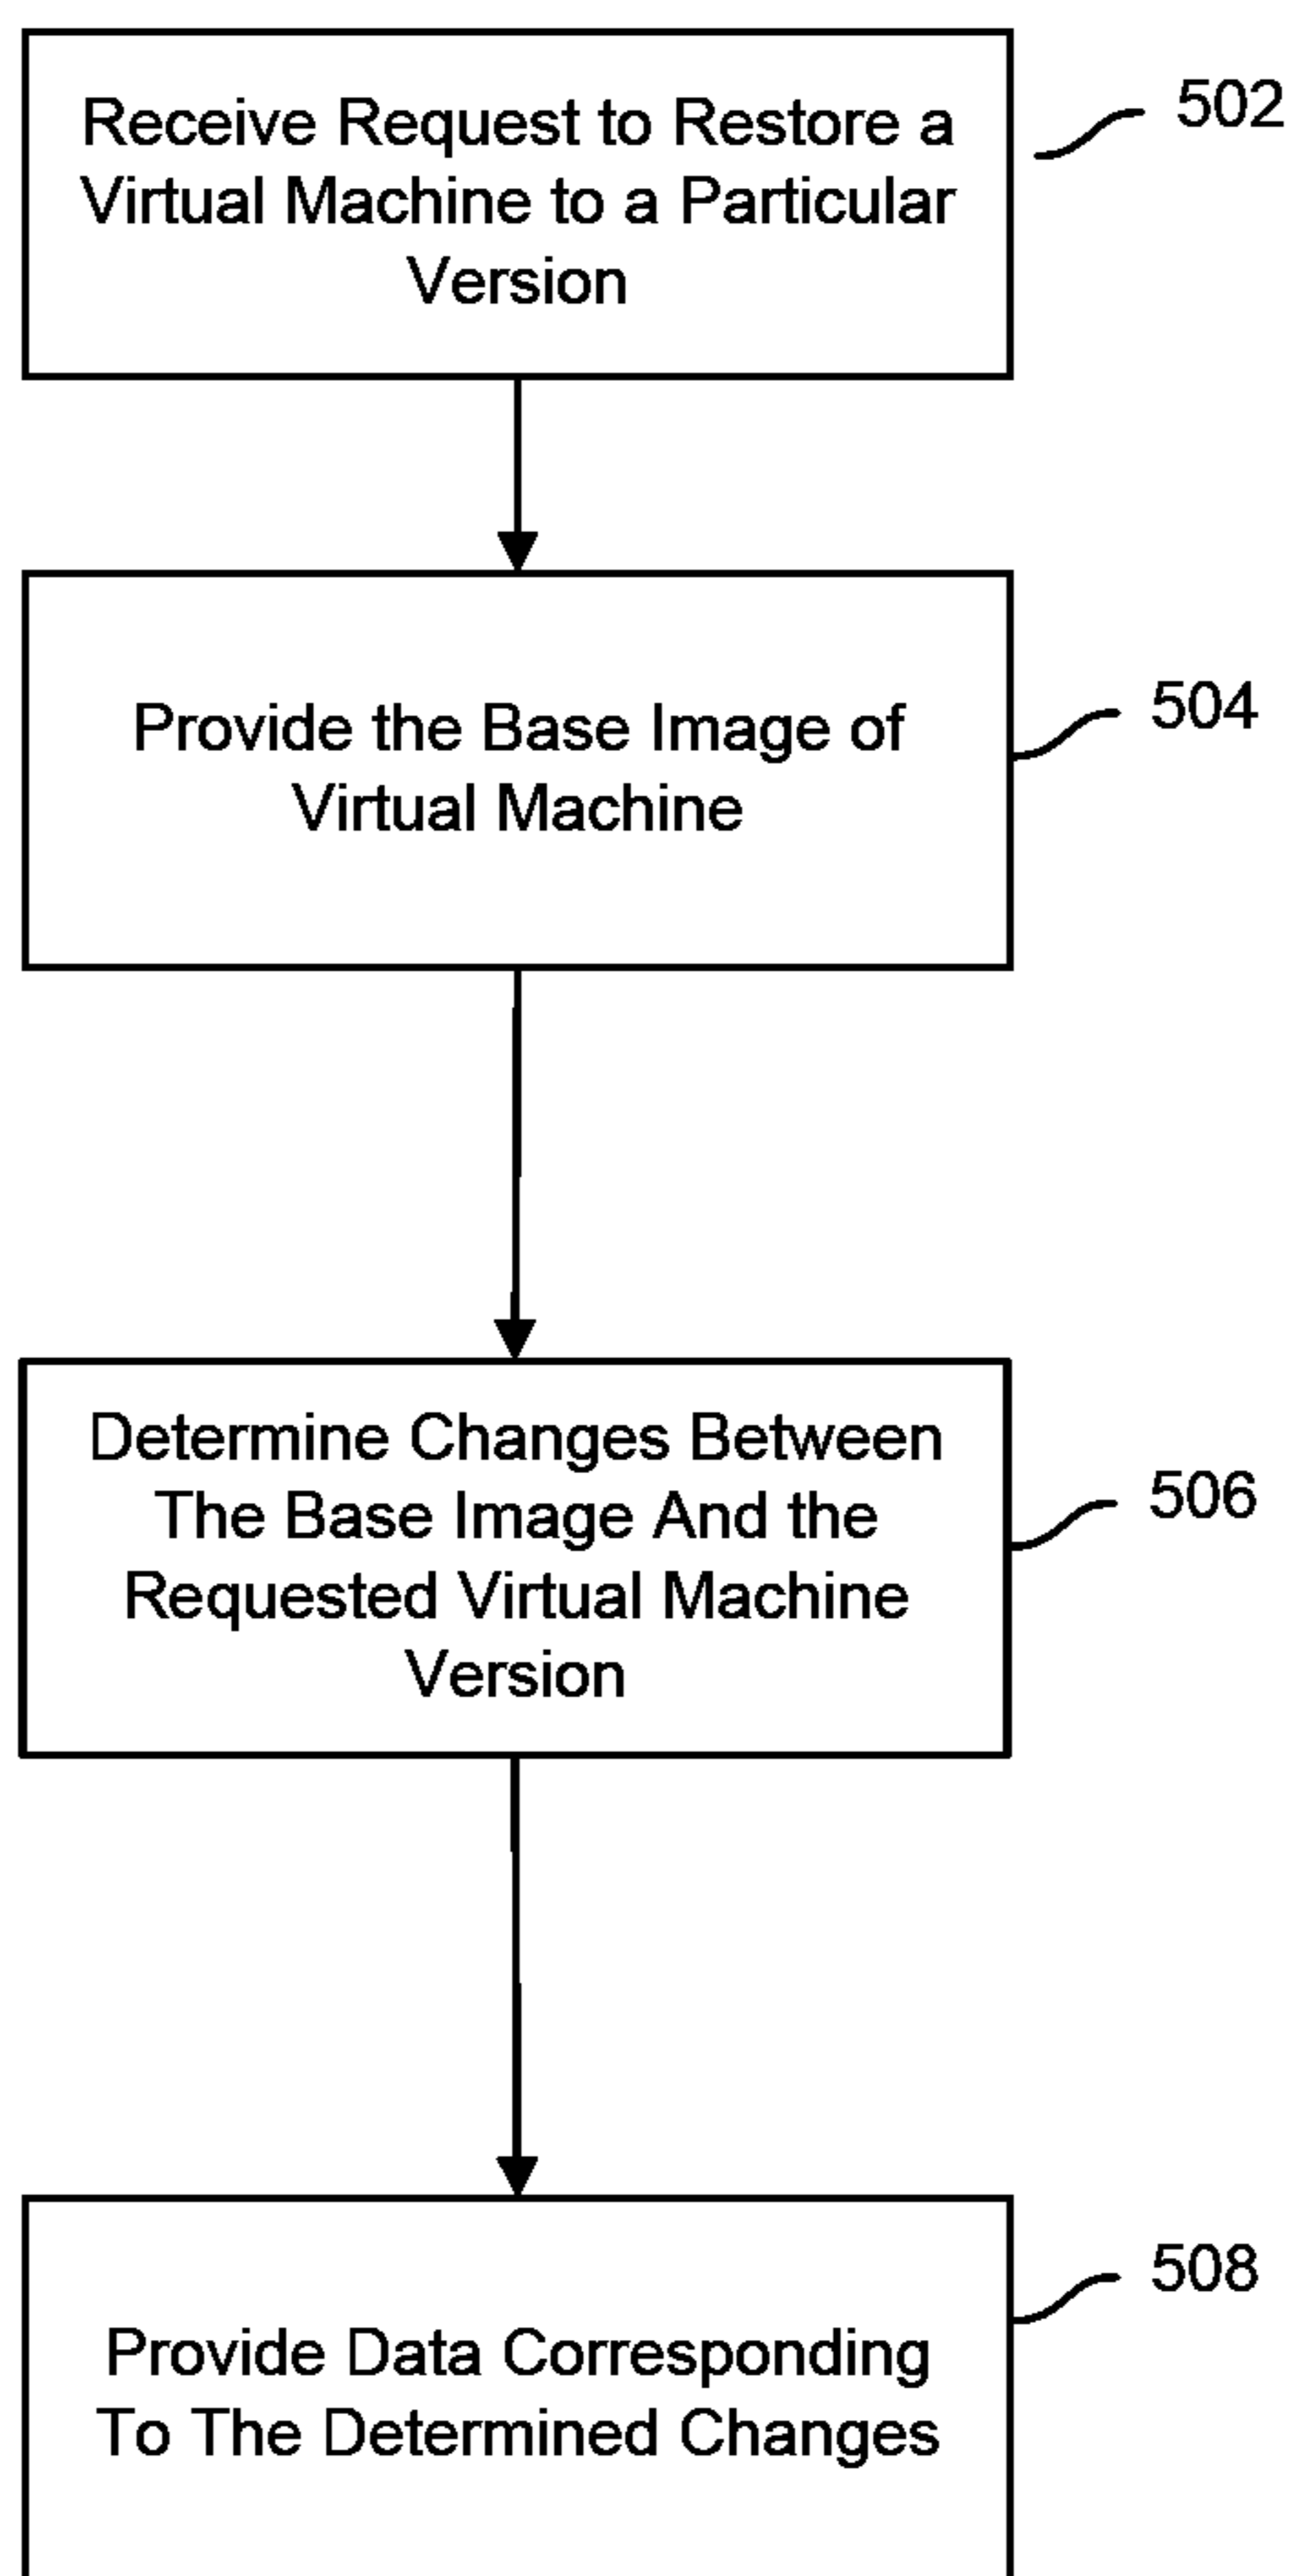 Receive Request to Restore a
Virtual Machine to a Particular
Version
502
Provide the Base Image of
Virtual Machine
504
Determine Changes Between
The Base Image And the
Requested Virtual Machine
Version
506
Provide Data Corresponding
To The Determined Changes
508